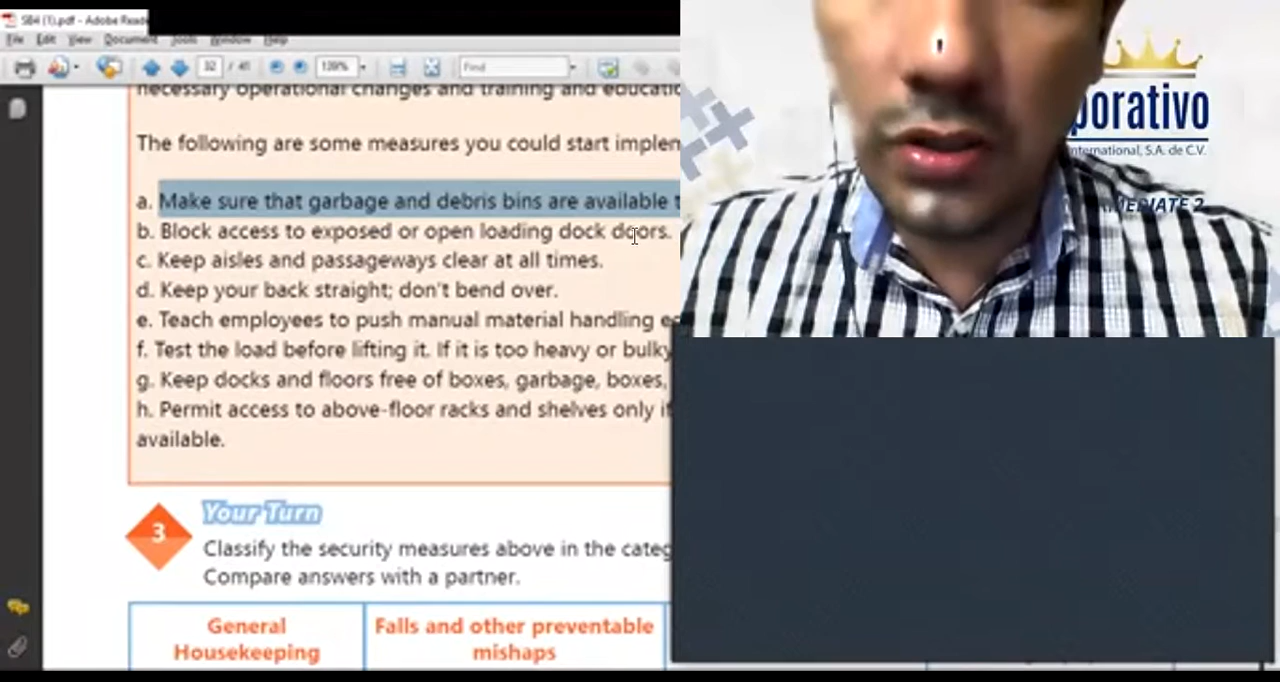 SB4 (1).pdf - Adobe Reade
File Edit View Document Tools Window Help
32 / 41 139% Find
necessary operational changes and training and educatio
The following are some measures you could start implem
a. Make sure that garbage and debris bins are available t
b. Block access to exposed or open loading dock doors.
c. Keep aisles and passageways clear at all times.
d. Keep your back straight; don't bend over.
e. Teach employees to push manual material handling e
f. Test the load before lifting it. If it is too heavy or bulky
g. Keep docks and floors free of boxes, garbage, boxes,
h. Permit access to above-floor racks and shelves only i
available.
3 Your Turn
Classify the security measures above in the categ
Compare answers with a partner.
General
Housekeeping
Falls and other preventable
mishaps
porativo
nternational, S.A. de C.V.
MEDIATE 2